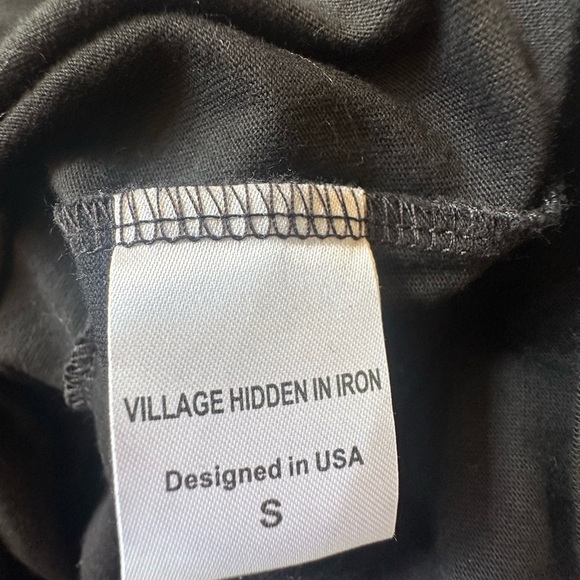 VILLAGE HIDDEN IN IRON
Designed in USA
S